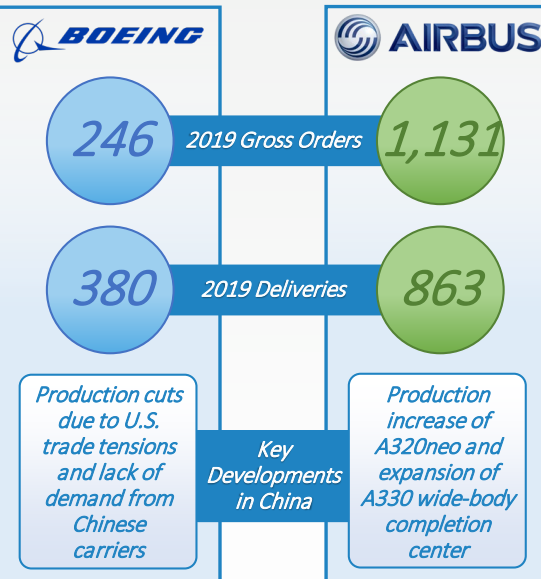 BOEING
AIRBUS
246
2019 Gross Orders
1,131
380
2019 Deliveries
863
Production cuts
due to U.S.
trade tensions
and lack of
demand from
Chinese
carriers
Key
Developments
in China
Production
increase of
A320neo and
expansion of
A330 wide-body
completion
center